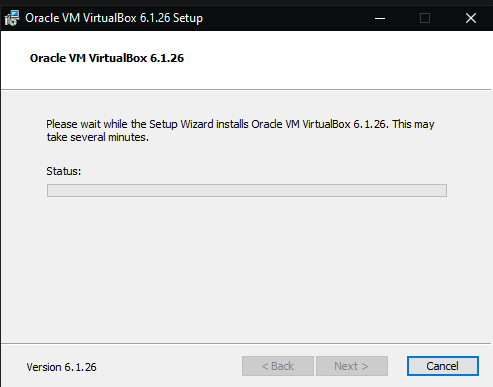 Oracle VM VirtualBox 6.1.26 Setup
Oracle VM VirtualBox 6.1.26
Please wait while the Setup Wizard installs Oracle VM VirtualBox 6.1.26. This may
take several minutes.
Status:
Version 6.1.26
< Back
Next >
Cancel